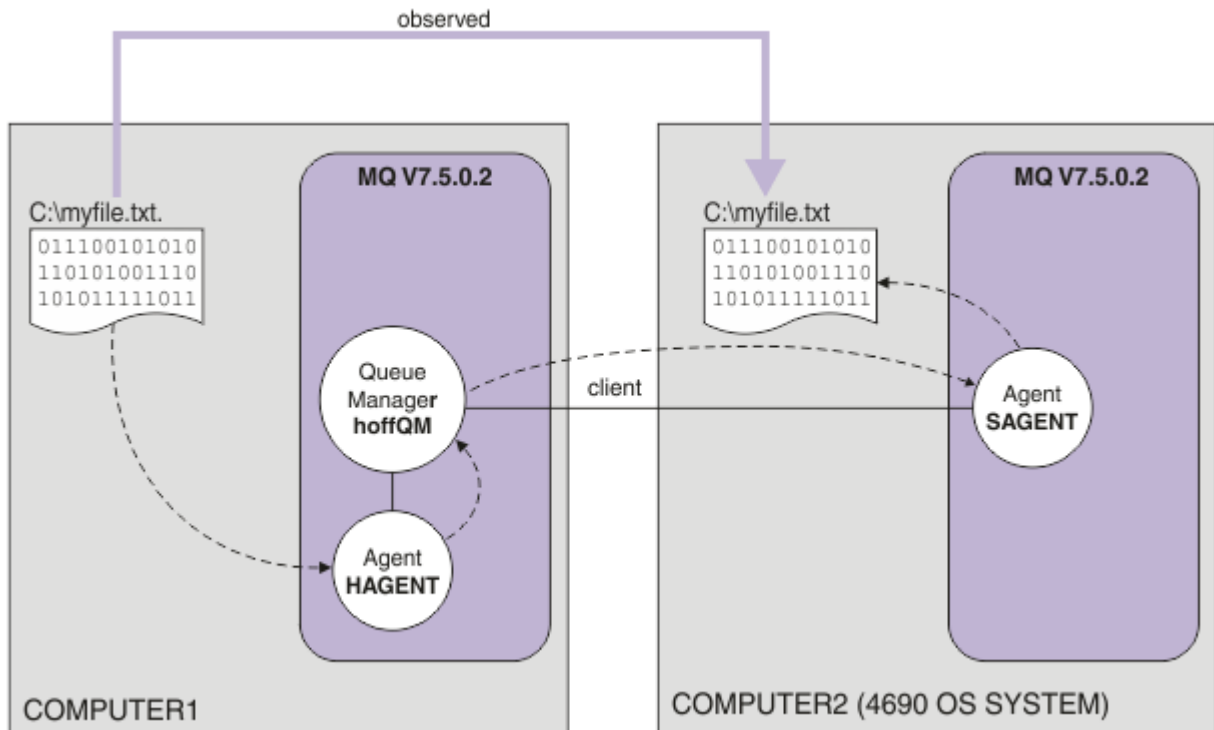 observed
MQ V7.5.0.2
C:\myfile.txt.
011100101010
110101001110
101011111011
Queue
Manager
hoffQM
Agent
HAGENT
COMPUTER1
client
MQ V7.5.0.2
C:\myfile.txt
011100101010
110101001110
101011111011
Agent
SAGENT
COMPUTER2 (4690 OS SYSTEM)